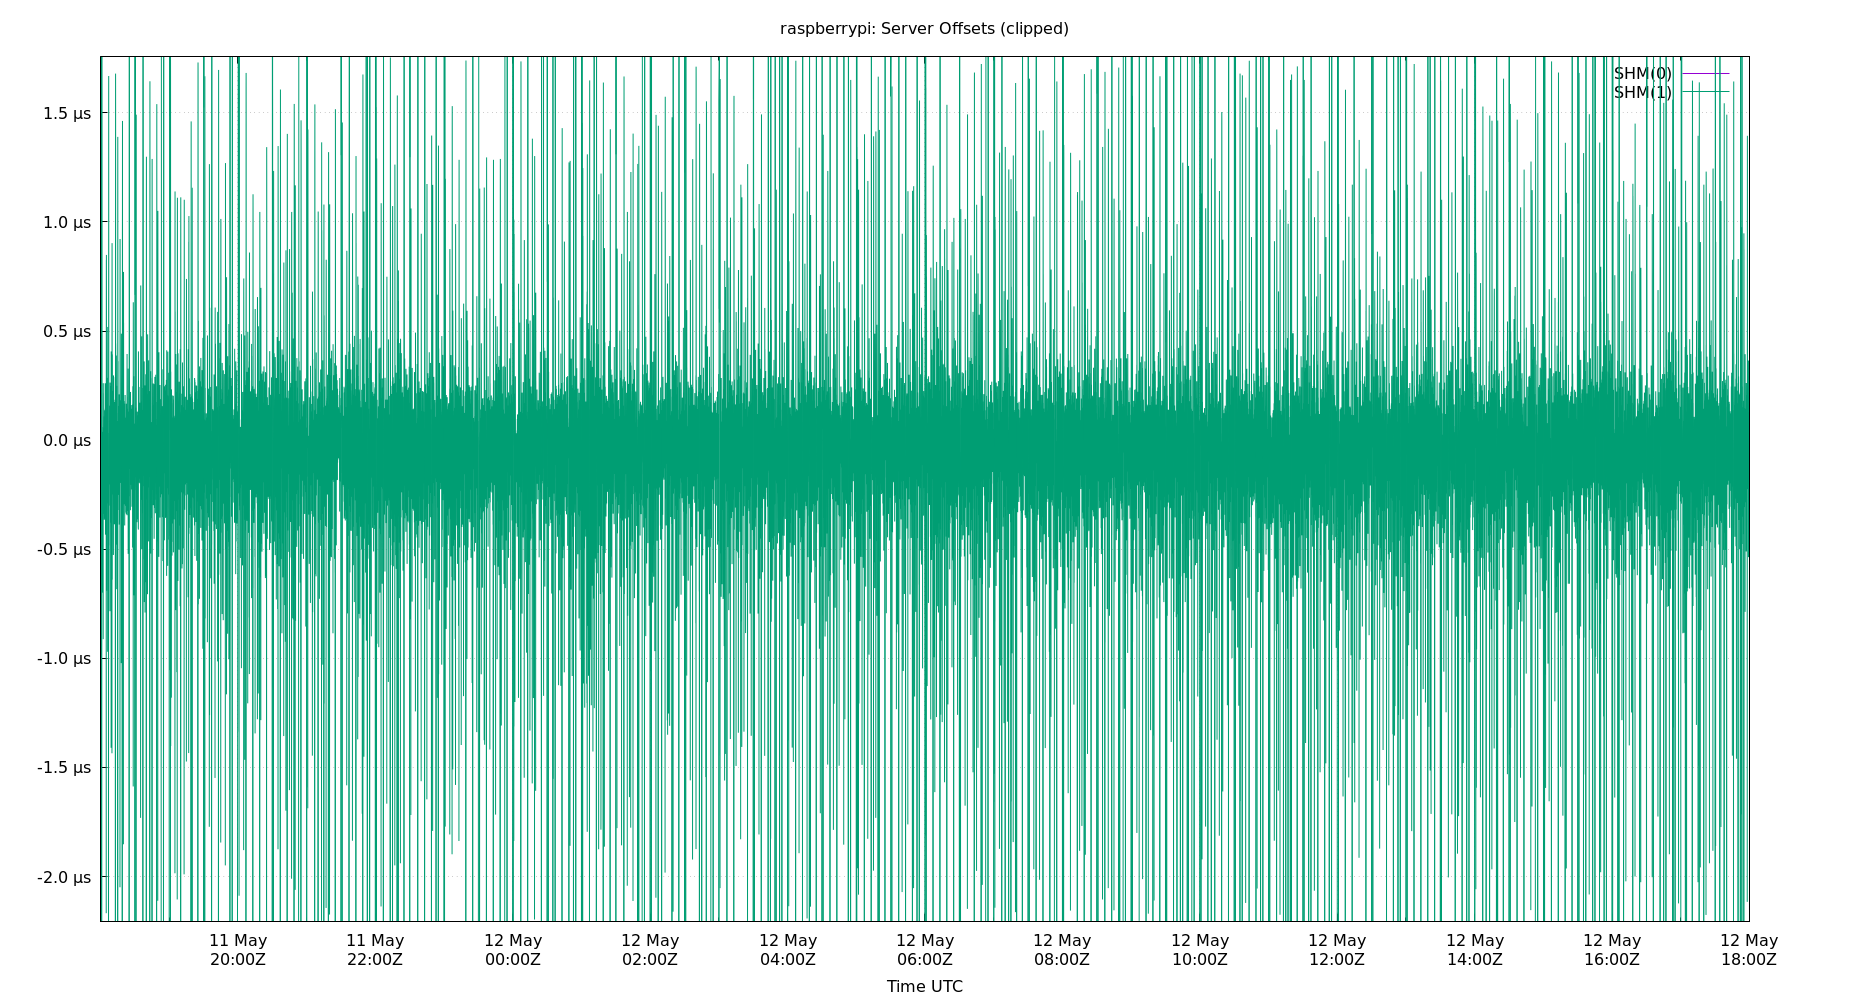 raspberrypi: Server Offsets (clipped)
SHM(0)
SHM(1)
1.5 µs
1.0 µs
0.5 µs
0.0 µs
-0.5 µs
-1.0 µs
-1.5 µs
-2.0 µs
11 May 11 May 12 May 12 May 12 May 12 May 12 May 12 May 12 May 12 May 12 May 12 May
20:00Z 22:00Z 00:00Z 02:00Z 04:00Z 06:00Z 08:00Z 10:00Z 12:00Z 14:00Z 16:00Z 18:00Z
Time UTC